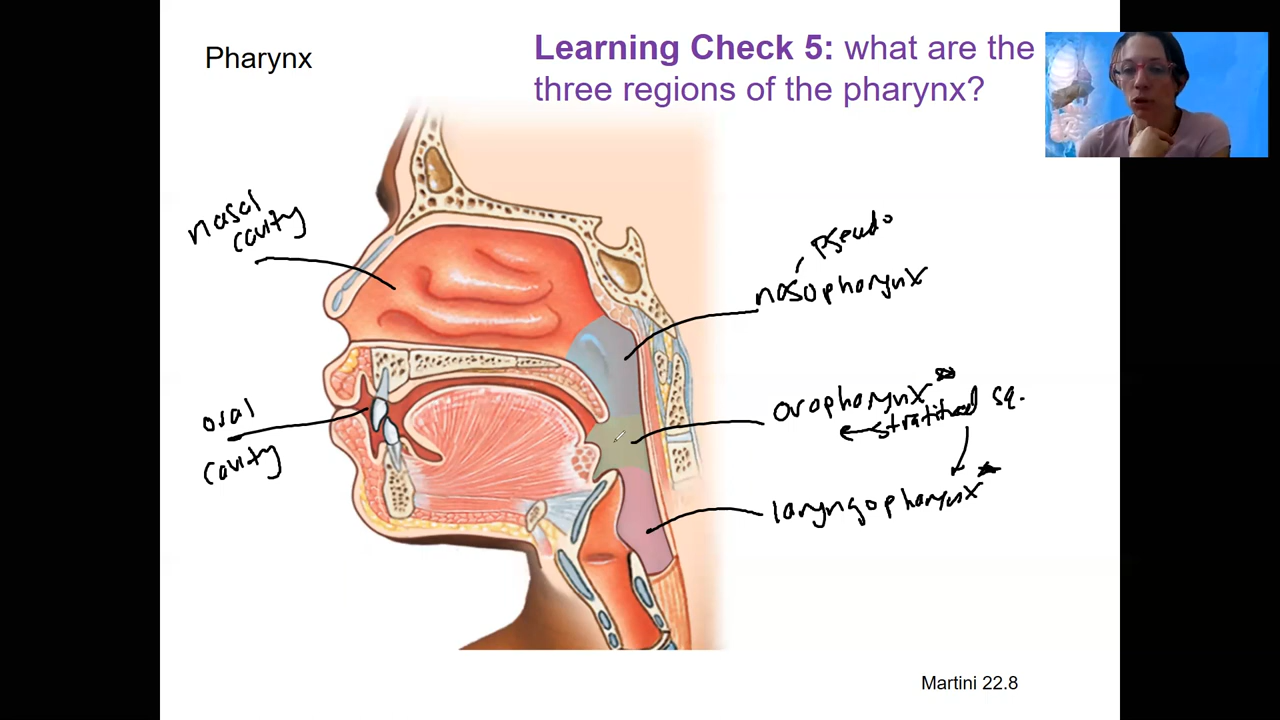 Pharynx
Learning Check 5: what are the
three regions of the pharynx?
nasal
cavity
pseudo
nasopharynx
oral
cavity
oropharynx
stratified sq.
laryngopharynx
Martini 22.8